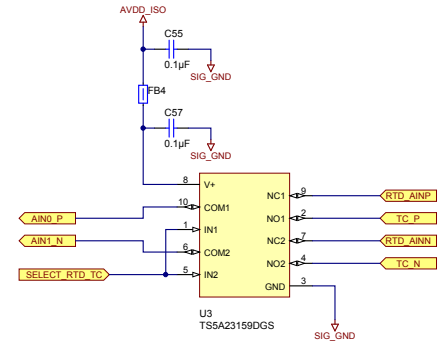 AVDD_ISO
C55
0.1µF
SIG_GND
FB4
C57
0.1µF
SIG_GND
8 V+ NC1 9 RTD_AINP
AIN0_P 10 COM1 NO1 2 TC_P
1 IN1
AIN1_N 6 COM2 NC2 7 RTD_AINN
SELECT_RTD_TC 5 IN2 NO2 4 TC_N
GND 3
U3
TS5A23159DGS
SIG_GND